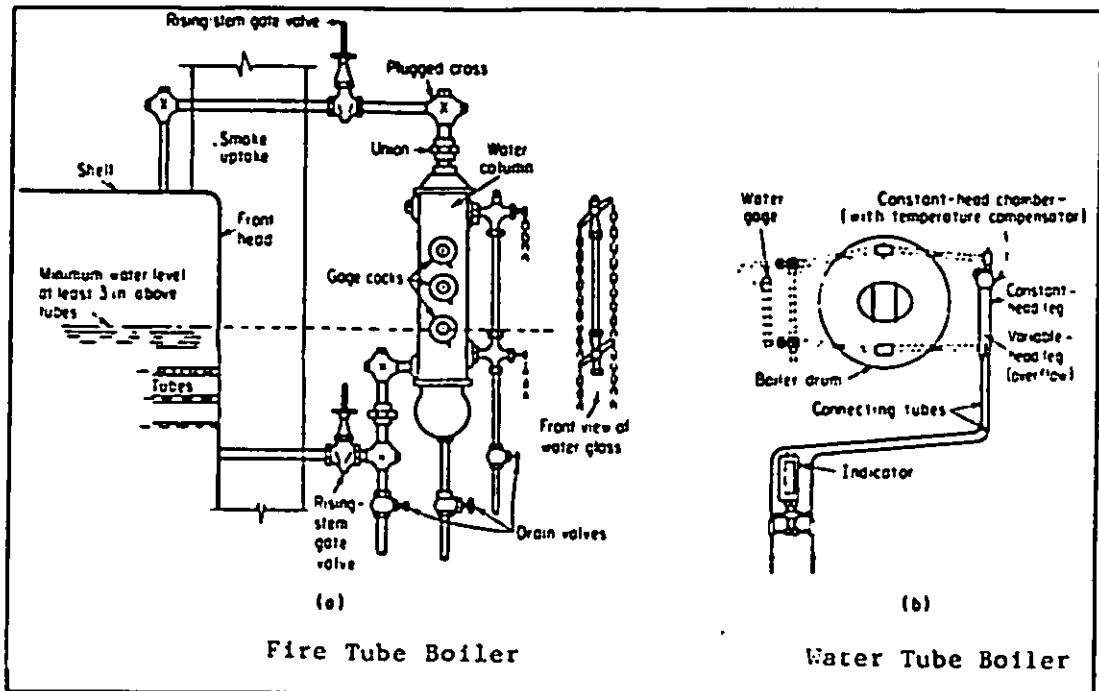 Rising-stem gate valve
Plugged cross
Smoke
uptake
Union
Water
column
Shell
Front
head
Gage cocks
Minimum water level
at least 3 in above
tubes
Tubes
Rising-
stem
gate
valve
Drain valves
Front view of
water glass
(a)
Fire Tube Boiler
Water
gage
Constant-head chamber-
(with temperature compensator)
Constant-
head leg
Variable-
head leg
(overflow)
Boiler drum
Connecting tubes
Indicator
(b)
Water Tube Boiler